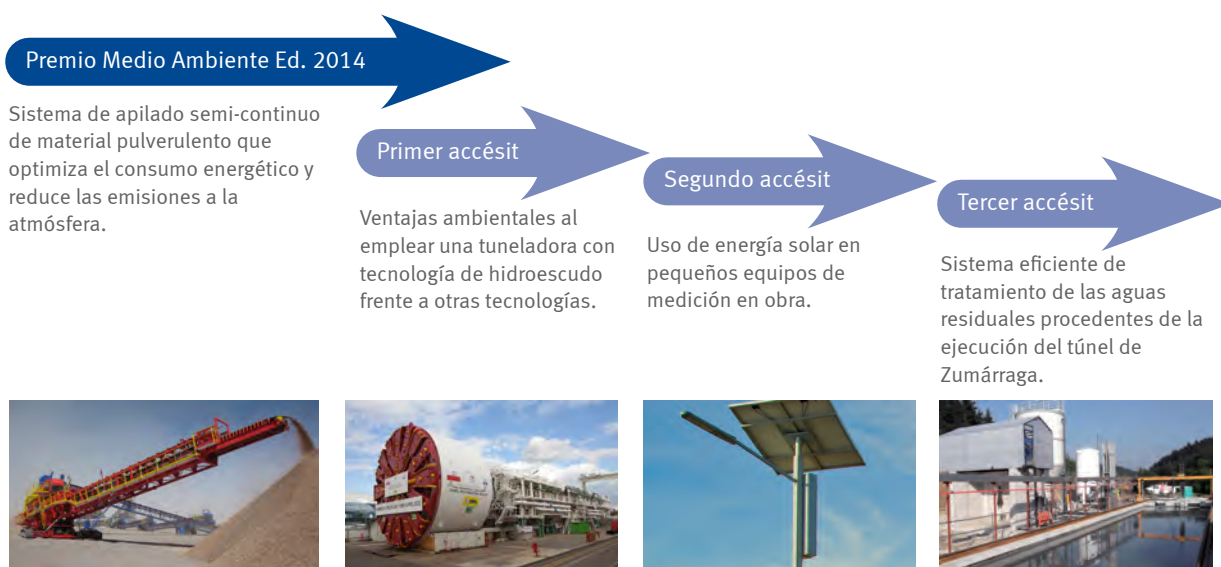 Premio Medio Ambiente Ed. 2014
Sistema de apilado semi-continuo
de material pulverulento que
optimiza el consumo energético y
reduce las emisiones a la
atmósfera.
Primer accésit
Ventajas ambientales al
emplear una tuneladora con
tecnología de hidroescudo
frente a otras tecnologías.
Segundo accésit
Uso de energía solar en
pequeños equipos de
medición en obra.
Tercer accésit
Sistema eficiente de
tratamiento de las aguas
residuales procedentes de la
ejecución del túnel de
Zumárraga.